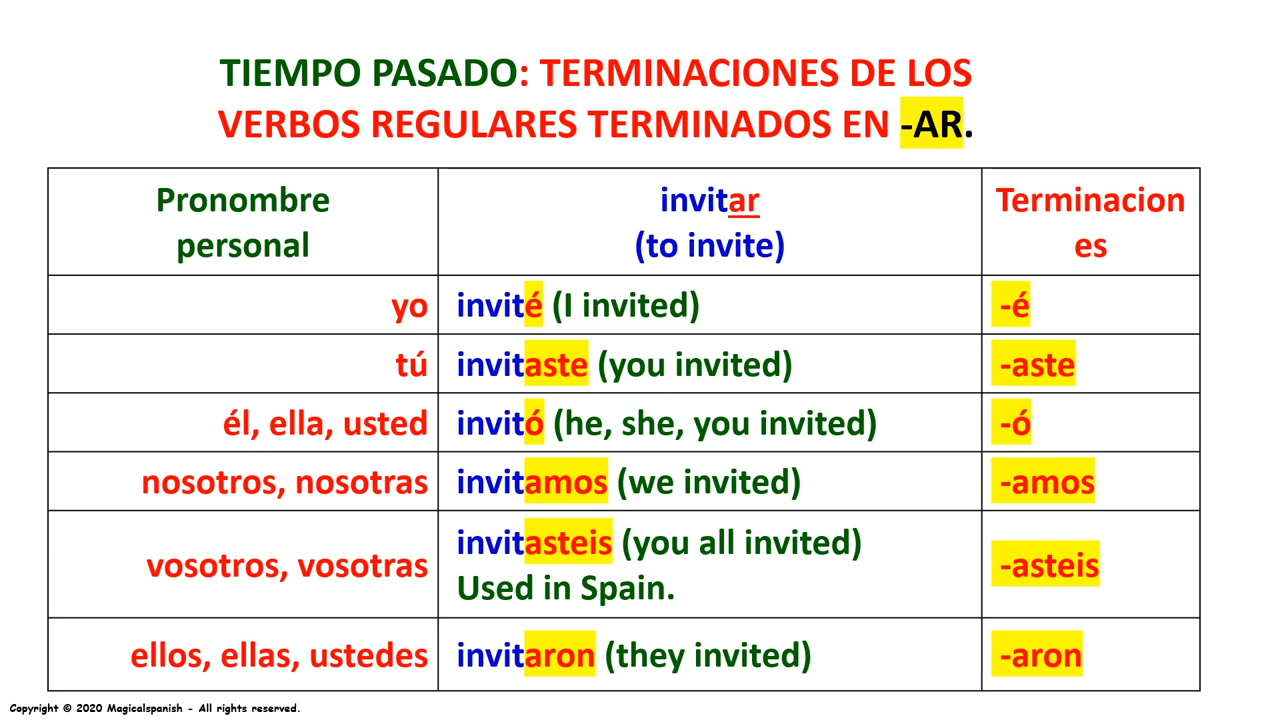 TIEMPO PASADO: TERMINACIONES DE LOS
VERBOS REGULARES TERMINADOS EN -AR.
Pronombre
personal
invitar
(to invite)
Terminacion
es
yo
invité (I invited)
-é
tú
invitaste (you invited)
-aste
él, ella, usted
invitó (he, she, you invited)
-ó
nosotros, nosotras
invitamos (we invited)
-amos
vosotros, vosotras
invitasteis (you all invited)
Used in Spain.
-asteis
ellos, ellas, ustedes
invitaron (they invited)
-aron
Copyright © 2020 Magicalspanish - All rights reserved.